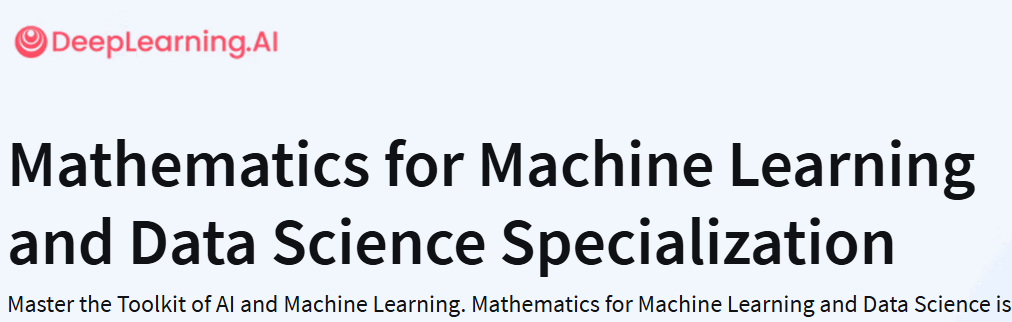 DeepLearning.AI
Mathematics for Machine Learning
and Data Science Specialization
Master the Toolkit of AI and Machine Learning. Mathematics for Machine Learning and Data Science is